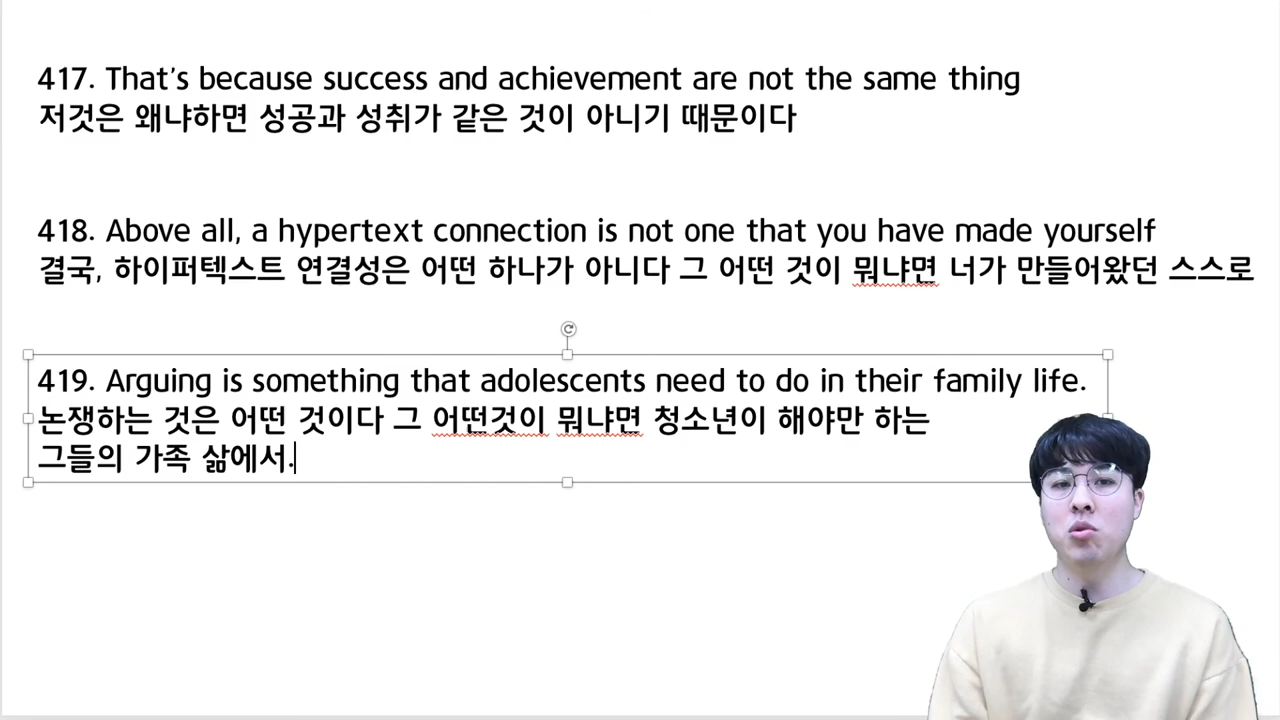 417. That's because success and achievement are not the same thing
저것은 왜냐하면 성공과 성취가 같은 것이 아니기 때문이다
418. Above all, a hypertext connection is not one that you have made yourself
결국, 하이퍼텍스트 연결성은 어떤 하나가 아니다 그 어떤 것이 뭐냐면 너가 만들어왔던 스스로
419. Arguing is something that adolescents need to do in their family life.
논쟁하는 것은 어떤 것이다 그 어떤것이 뭐냐면 청소년이 해야만 하는
그들의 가족 삶에서.